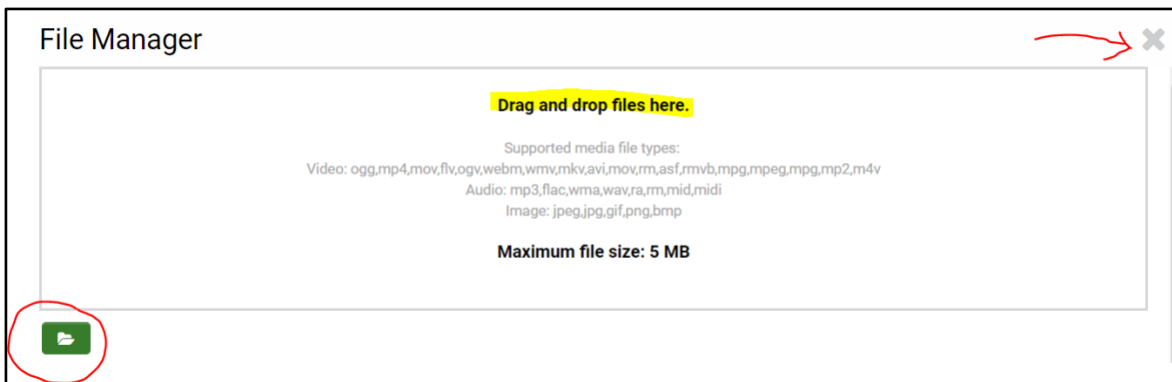 File Manager
Drag and drop files here.
Supported media file types:
Video: ogg,mp4,mov,flv,ogv,webm,wmv,mkv,avi,mov,rm,asf,rmvb,mpg,mpeg,mpg,mp2,m4v
Audio: mp3,flac,wma,wav,ra,rm,mid,midi
Image: jpeg,jpg,gif,png,bmp
Maximum file size: 5 MB